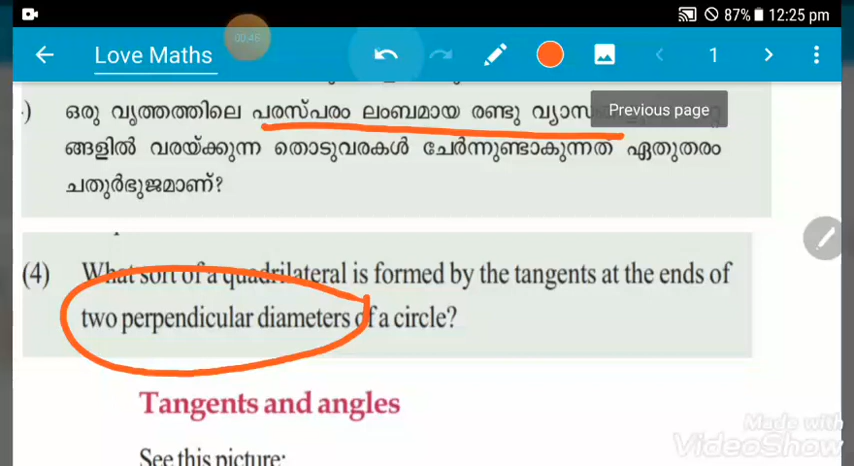 87% 12:25 pm
00:46
Love Maths
1
Previous page
) ഒരു വൃത്തത്തിലെ പരസ്പരം ലംബമായ രണ്ടു
ങ്ങളിൽ വരയ്ക്കുന്ന തൊടുവരകൾ ചേർന്നുണ്ടാകുന്നത് ഏതുതരം
ചതുർഭുജമാണ്?
(4) What sort of a quadrilateral is formed by the tangents at the ends of
two perpendicular diameters of a circle?
Tangents and angles
See this picture:
Made with
VideoShow